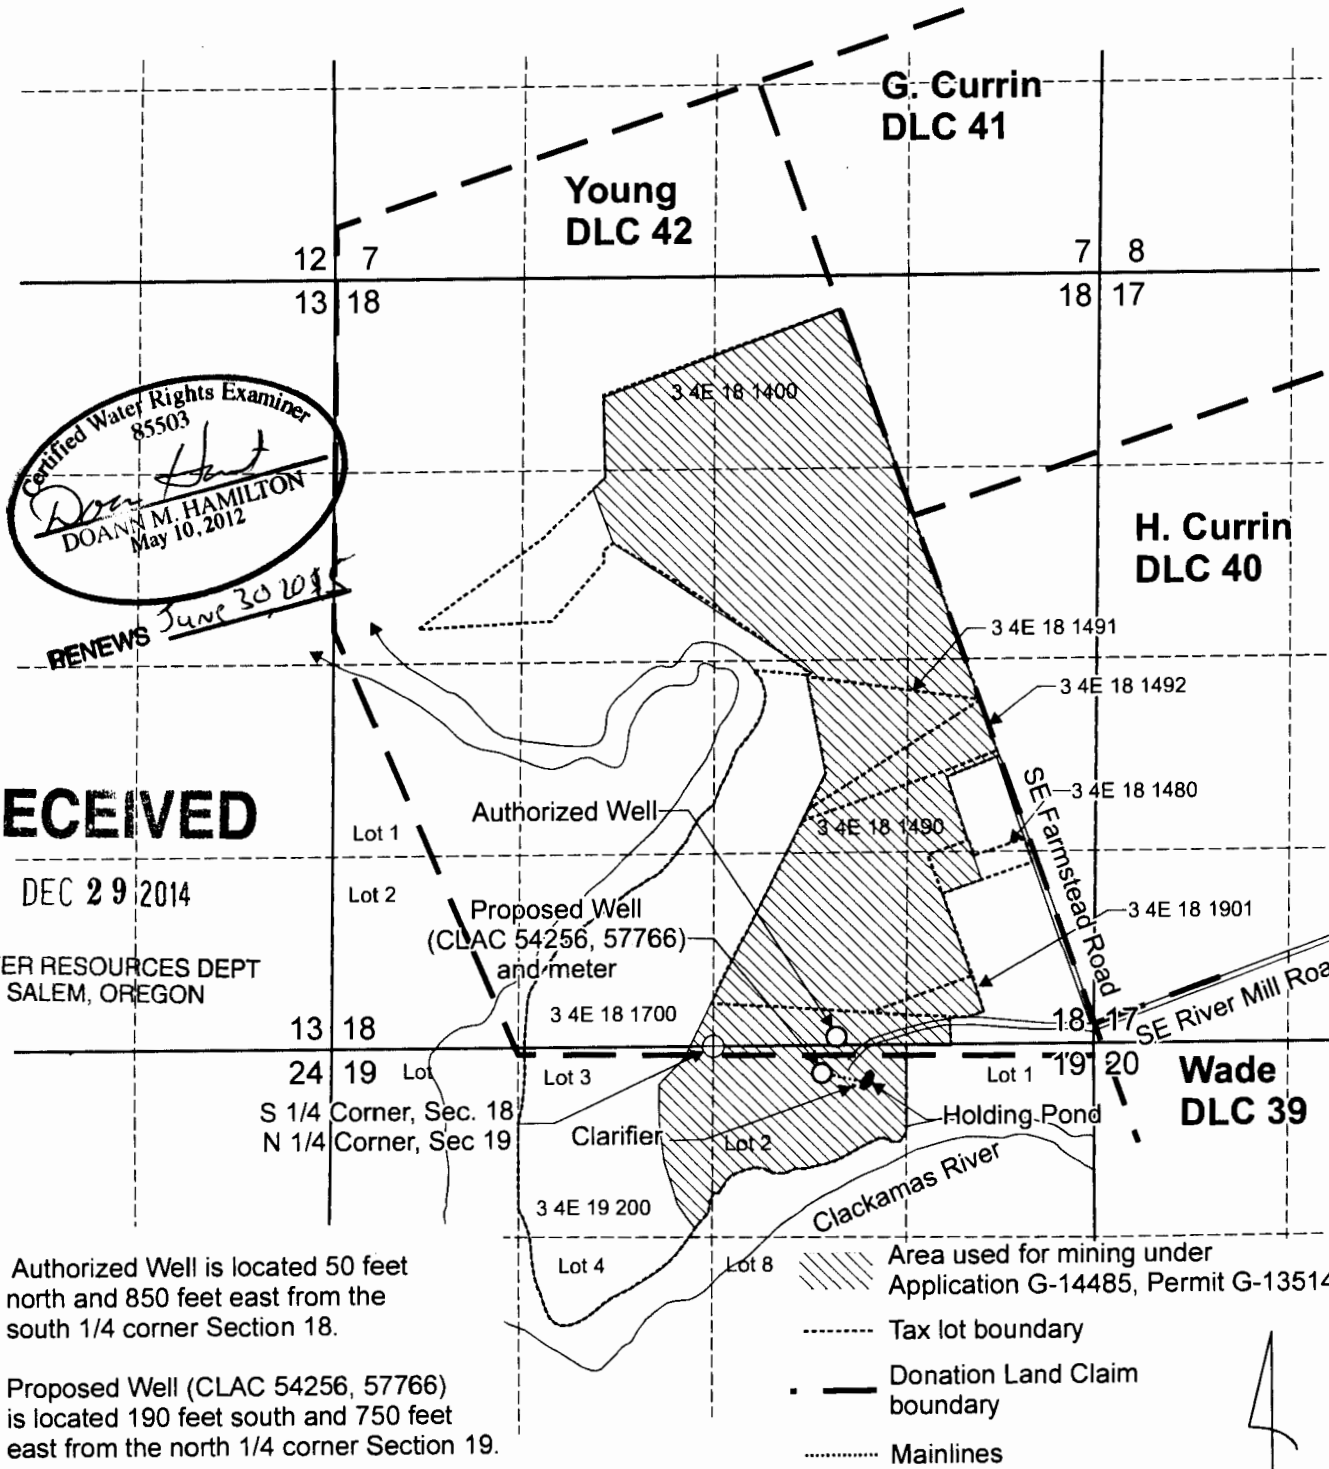 G. Currin
DLC 41
Young
DLC 42
12 7
7 8
13 18
18 17
Certified Water Rights Examiner
85503
DOANN M. HAMILTON
May 10, 2012
RENEWS June 30, 2015
3 4E 18 1400
H. Currin
DLC 40
3 4E 18 1491
3 4E 18 1492
3 4E 18 1480
SE Farmstead Road
Authorized Well
3 4E 18 1490
ECEIVED
DEC 29 2014
ER RESOURCES DEPT
SALEM, OREGON
Lot 1
Lot 2
Proposed Well
(CLAC 54256, 57766)
and meter
3 4E 18 1901
3 4E 18 1700
13 18
18 17
SE River Mill Roa
24 19
19 20
Lot
Lot 3
Lot 1
Wade
DLC 39
S 1/4 Corner, Sec. 18
N 1/4 Corner, Sec 19
Holding Pond
Clarifier
Lot 2
Clackamas River
3 4E 19 200
Lot 4
Lot 8
Authorized Well is located 50 feet
north and 850 feet east from the
south 1/4 corner Section 18.
Proposed Well (CLAC 54256, 57766)
is located 190 feet south and 750 feet
east from the north 1/4 corner Section 19.
Area used for mining under
Application G-14485, Permit G-13514
Tax lot boundary
Donation Land Claim
boundary
Mainlines